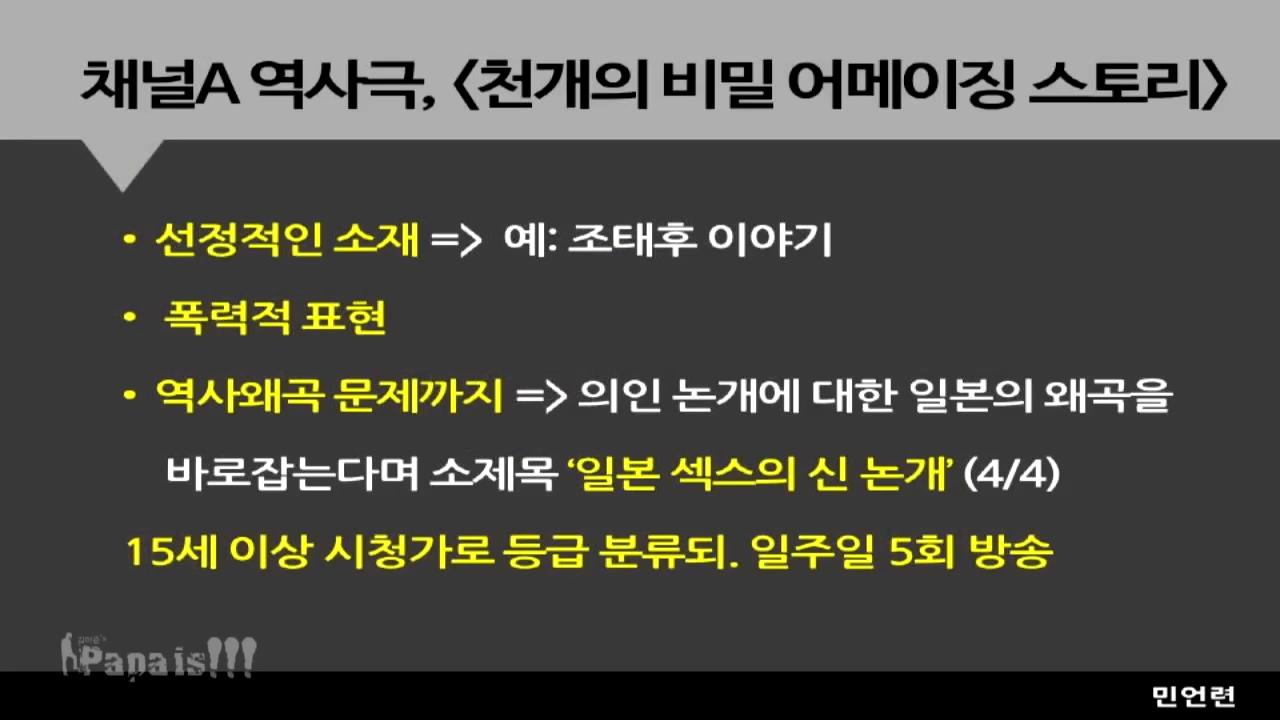 채널A 역사극, <천개의 비밀 어메이징 스토리>
• 선정적인 소재 => 예: 조태후 이야기
• 폭력적 표현
• 역사왜곡 문제까지 => 의인 논개에 대한 일본의 왜곡을
바로잡는다며 소제목 ‘일본 섹스의 신 논개’ (4/4)
15세 이상 시청가로 등급 분류되. 일주일 5회 방송
김어준's
Papais!!!
민언련